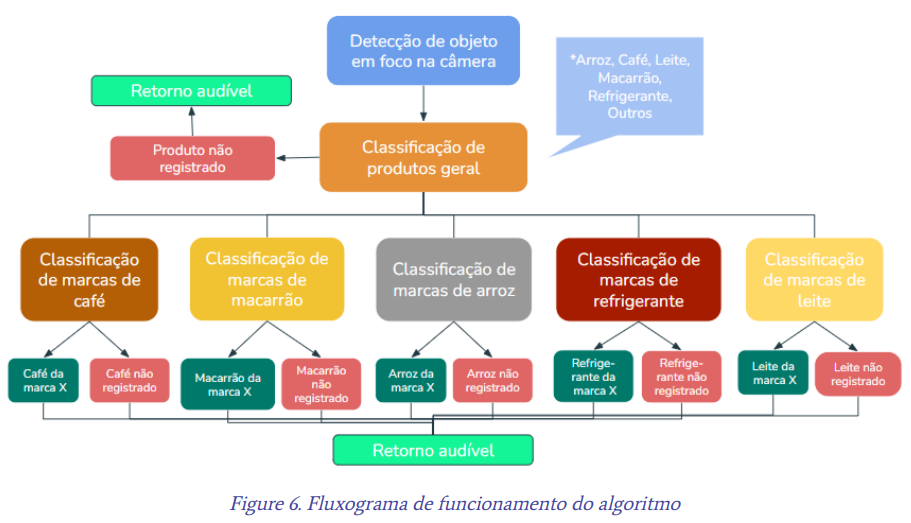 Detecção de objeto
em foco na câmera
*Arroz, Café, Leite,
Macarrão,
Refrigerante,
Outros
Retorno audível
Produto não
registrado
Classificação de
produtos geral
Classificação
de marcas de
café
Classificação
de marcas de
macarrão
Classificação de
marcas de arroz
Classificação
de marcas de
refrigerante
Classificação
de marcas de
leite
Café da
marca X
Café não
registrado
Macarrão da
marca X
Macarrão
não
registrado
Arroz da
marca X
Arroz não
registrado
Refrige-
rante da
marca X
Refrige-
rante não
registrado
Leite da
marca X
Leite não
registrado
Retorno audível
Figure 6. Fluxograma de funcionamento do algoritmo